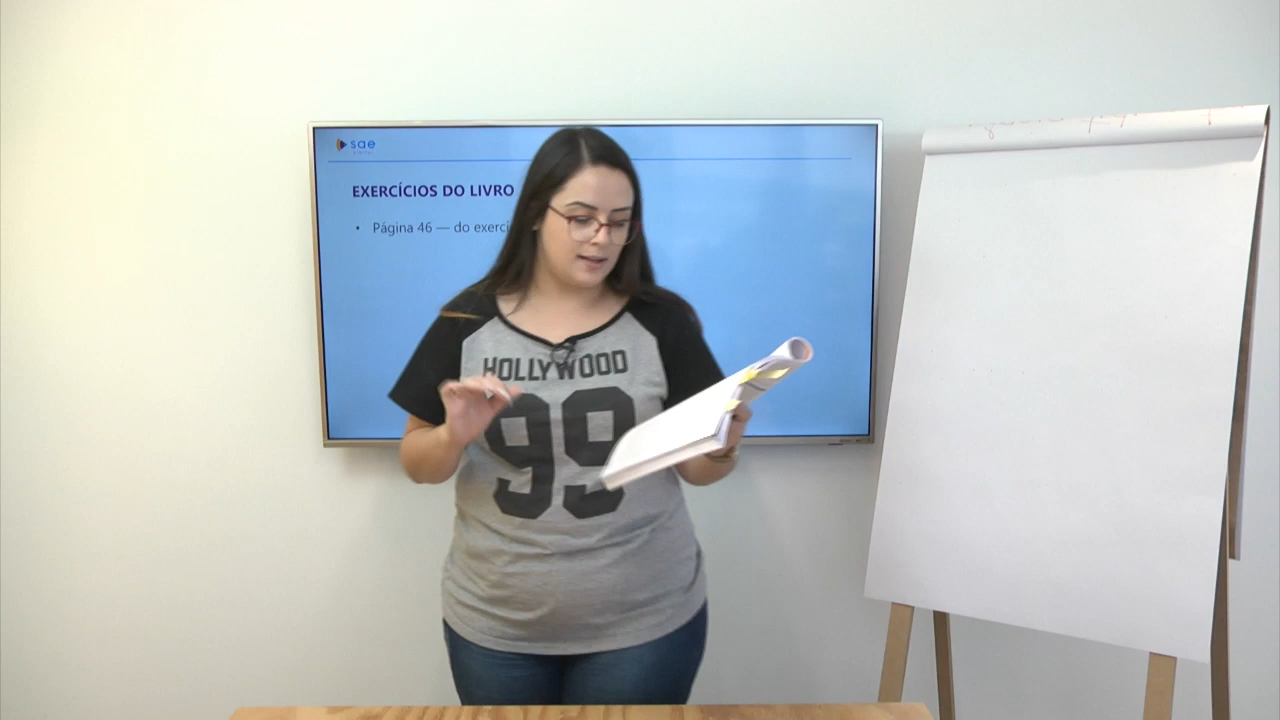 sae
EXERCÍCIOS DO LIVRO
Página 46 — do exercí
HOLLYWOOD
99